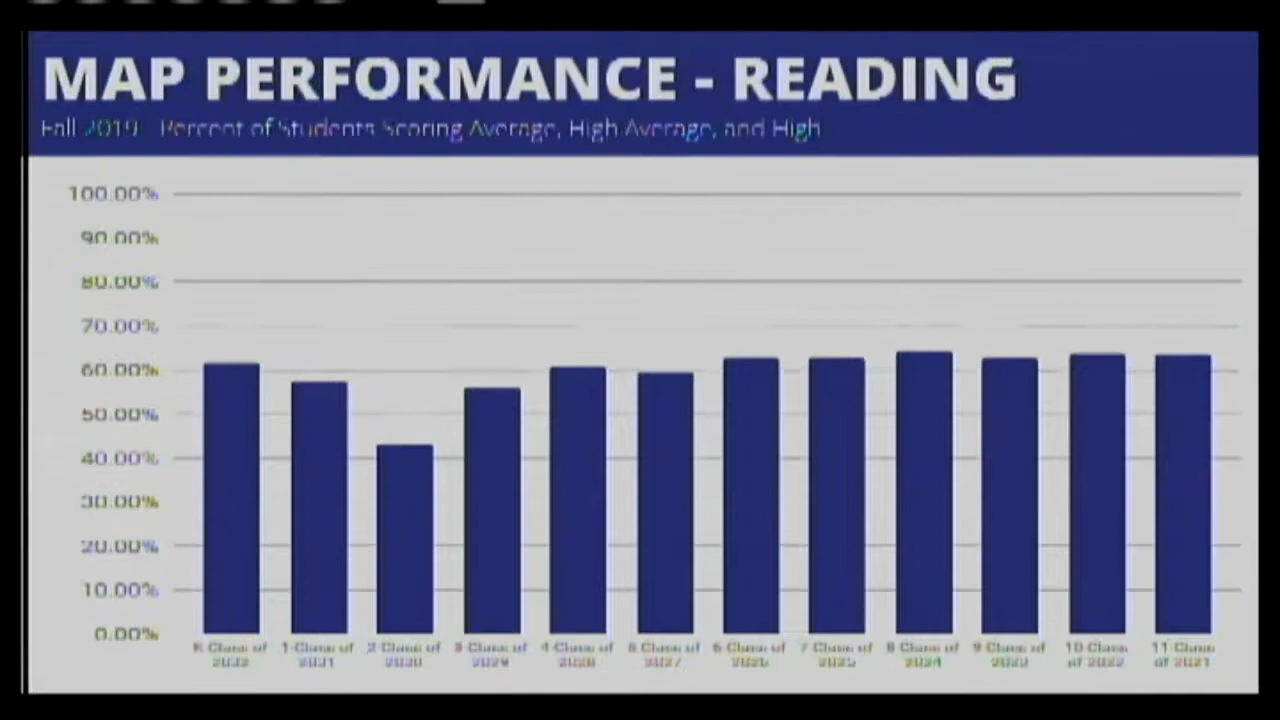 MAP PERFORMANCE - READING
Fall 2019 Percent of Students Scoring Average, High Average, and High
100.00%
90.00%
80.00%
70.00%
60.00%
50.00%
40.00%
30.00%
20.00%
10.00%
0.00%
K Class of
2032
1 Class of
2031
2 Class of
2030
3 Class of
2029
4 Class of
2028
5 Class of
2027
6 Class of
2026
7 Class of
2025
8 Class of
2024
9 Class of
2023
10 Class
of 2022
11 Class
of 2021